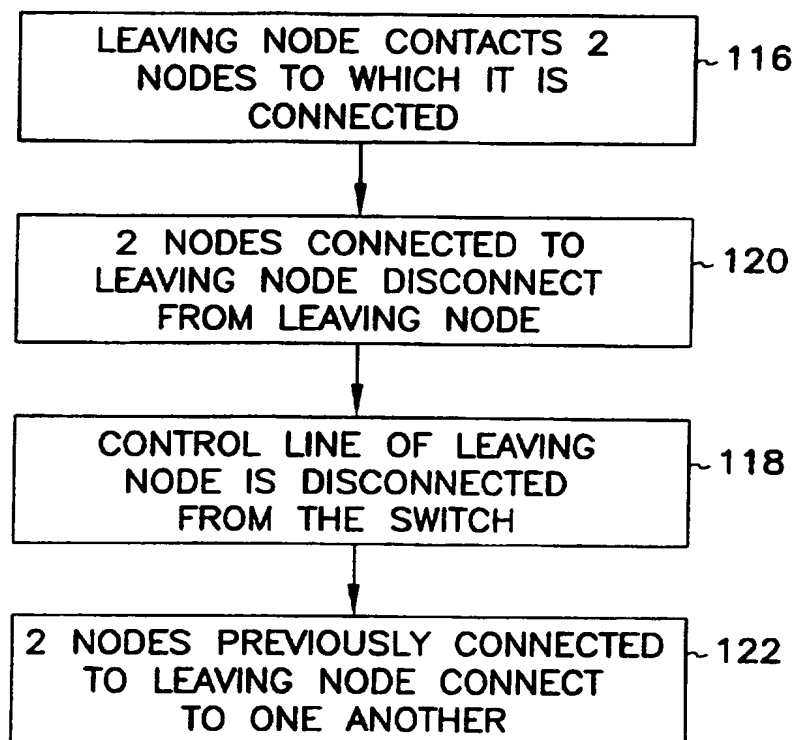 LEAVING NODE CONTACTS 2
NODES TO WHICH IT IS
CONNECTED
116
2 NODES CONNECTED TO
LEAVING NODE DISCONNECT
FROM LEAVING NODE
120
CONTROL LINE OF LEAVING
NODE IS DISCONNECTED
FROM THE SWITCH
118
2 NODES PREVIOUSLY CONNECTED
TO LEAVING NODE CONNECT
TO ONE ANOTHER
122